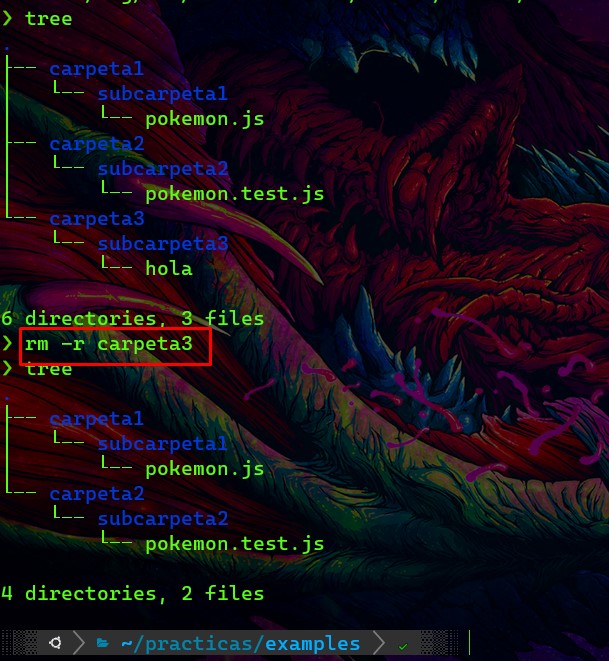 ❯ tree
.
├── carpeta1
│   └── subcarpeta1
│       └── pokemon.js
├── carpeta2
│   └── subcarpeta2
│       └── pokemon.test.js
└── carpeta3
    └── subcarpeta3
        └── hola
6 directories, 3 files
❯ rm -r carpeta3
❯ tree
.
├── carpeta1
│   └── subcarpeta1
│       └── pokemon.js
└── carpeta2
    └── subcarpeta2
        └── pokemon.test.js
4 directories, 2 files
~/practicas/examples